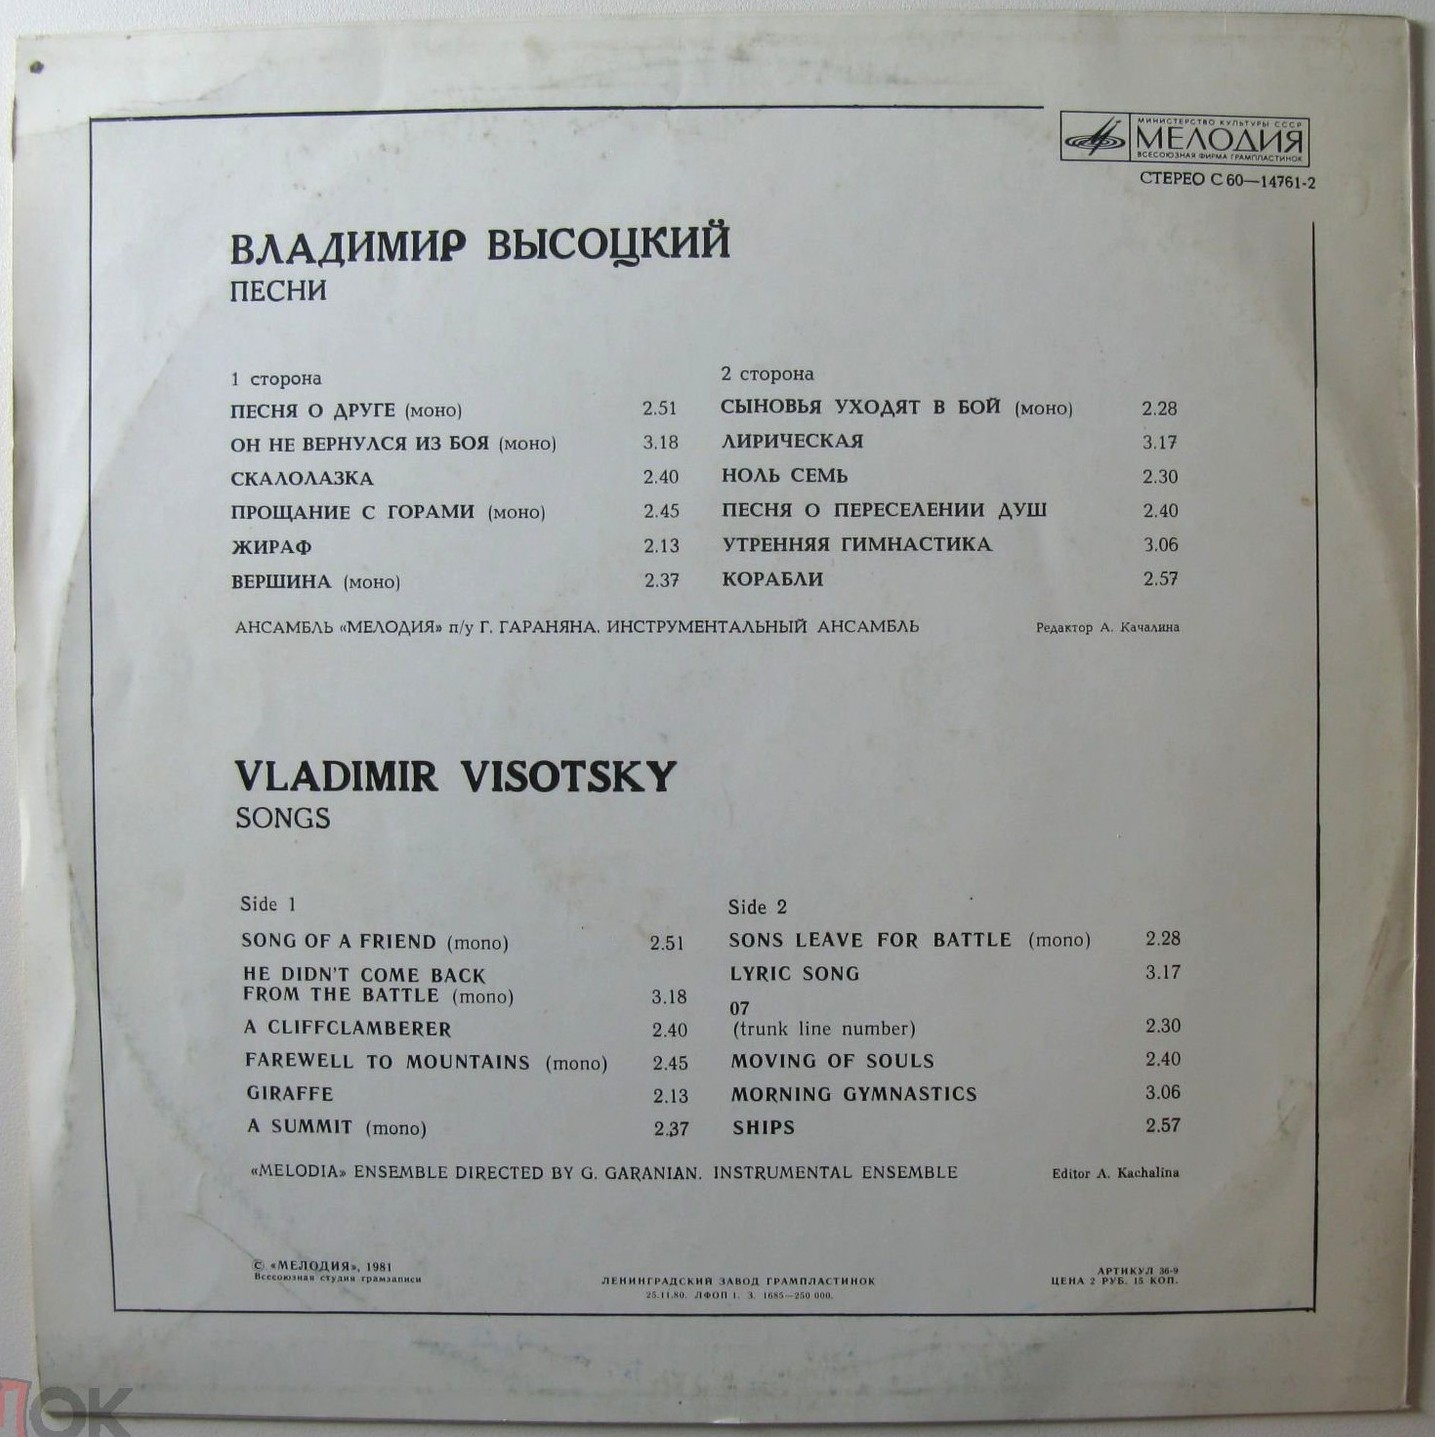 МИНИСТЕРСТВО КУЛЬТУРЫ СССР
МЕЛОДИЯ
ВСЕСОЮЗНАЯ ФИРМА ГРАМПЛАСТИНОК
СТЕРЕО С 60—14761-2
ВЛАДИМИР ВЫСОЦКИЙ
ПЕСНИ
1 сторона
ПЕСНЯ О ДРУГЕ (моно) 2.51
ОН НЕ ВЕРНУЛСЯ ИЗ БОЯ (моно) 3.18
СКАЛОЛАЗКА 2.40
ПРОЩАНИЕ С ГОРАМИ (моно) 2.45
ЖИРАФ 2.13
ВЕРШИНА (моно) 2.37
2 сторона
СЫНОВЬЯ УХОДЯТ В БОЙ (моно) 2.28
ЛИРИЧЕСКАЯ 3.17
НОЛЬ СЕМЬ 2.30
ПЕСНЯ О ПЕРЕСЕЛЕНИИ ДУШ 2.40
УТРЕННЯЯ ГИМНАСТИКА 3.06
КОРАБЛИ 2.57
АНСАМБЛЬ «МЕЛОДИЯ» п/у Г. ГАРАНЯНА. ИНСТРУМЕНТАЛЬНЫЙ АНСАМБЛЬ
Редактор А. Качалина
VLADIMIR VISOTSKY
SONGS
Side 1
SONG OF A FRIEND (mono) 2.51
HE DIDN'T COME BACK
FROM THE BATTLE (mono) 3.18
A CLIFFCLAMBERER 2.40
FAREWELL TO MOUNTAINS (mono) 2.45
GIRAFFE 2.13
A SUMMIT (mono) 2.37
Side 2
SONS LEAVE FOR BATTLE (mono) 2.28
LYRIC SONG 3.17
07
(trunk line number) 2.30
MOVING OF SOULS 2.40
MORNING GYMNASTICS 3.06
SHIPS 2.57
«MELODIA» ENSEMBLE DIRECTED BY G. GARANIAN. INSTRUMENTAL ENSEMBLE
Editor A. Kachalina
© «МЕЛОДИЯ», 1981
Всесоюзная студия грамзаписи
ЛЕНИНГРАДСКИЙ ЗАВОД ГРАМПЛАСТИНОК
25.11.80. ЛФОП 1. З. 1685—250 000.
АРТИКУЛ 36-9
ЦЕНА 2 РУБ. 15 КОП.
ОК